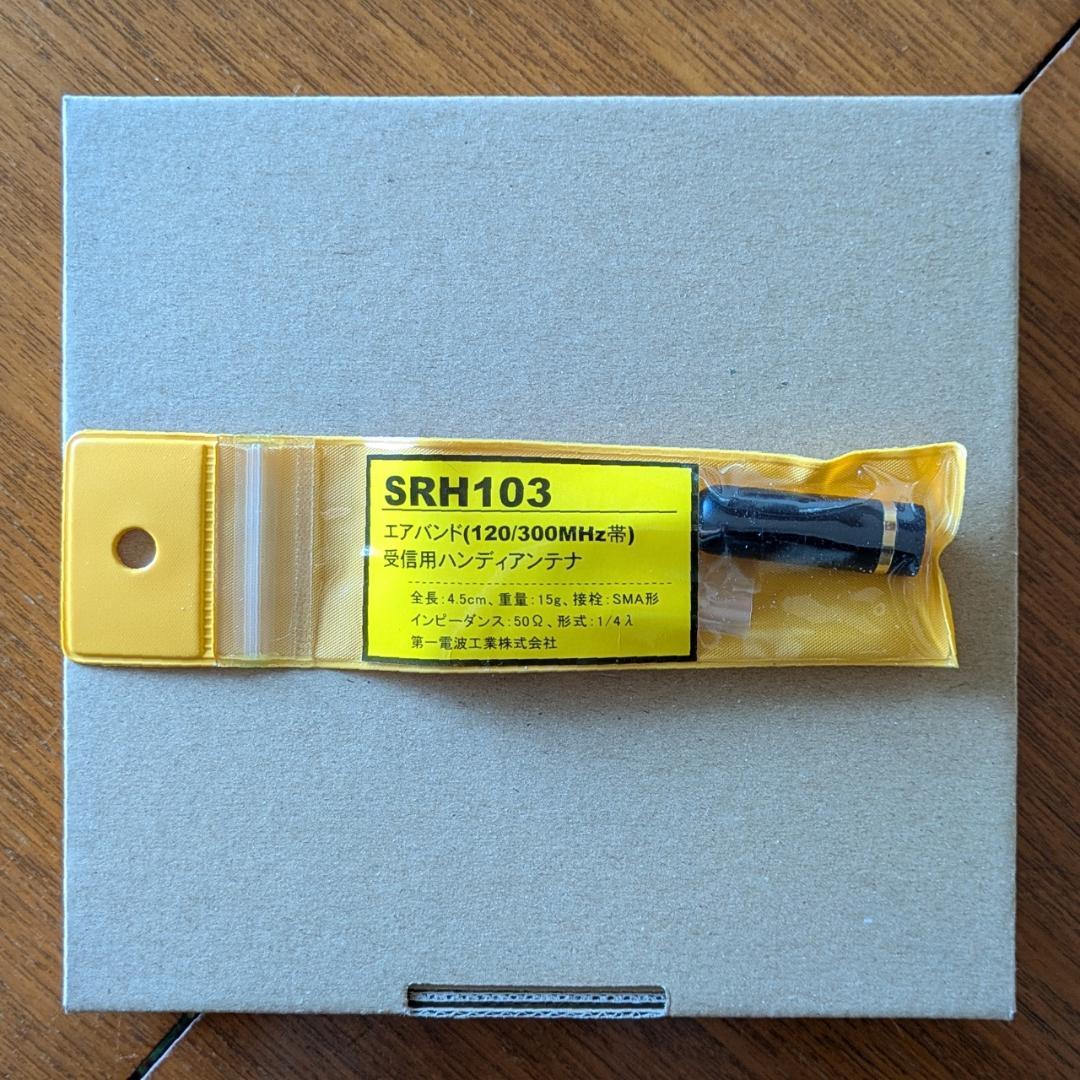 SRH103
エアバンド(120/300MHz帯)
受信用ハンディアンテナ
全長:4.5cm、重量:15g、接栓:SMA形
インピーダンス:50Ω、形式:1/4λ
第一電波工業株式会社